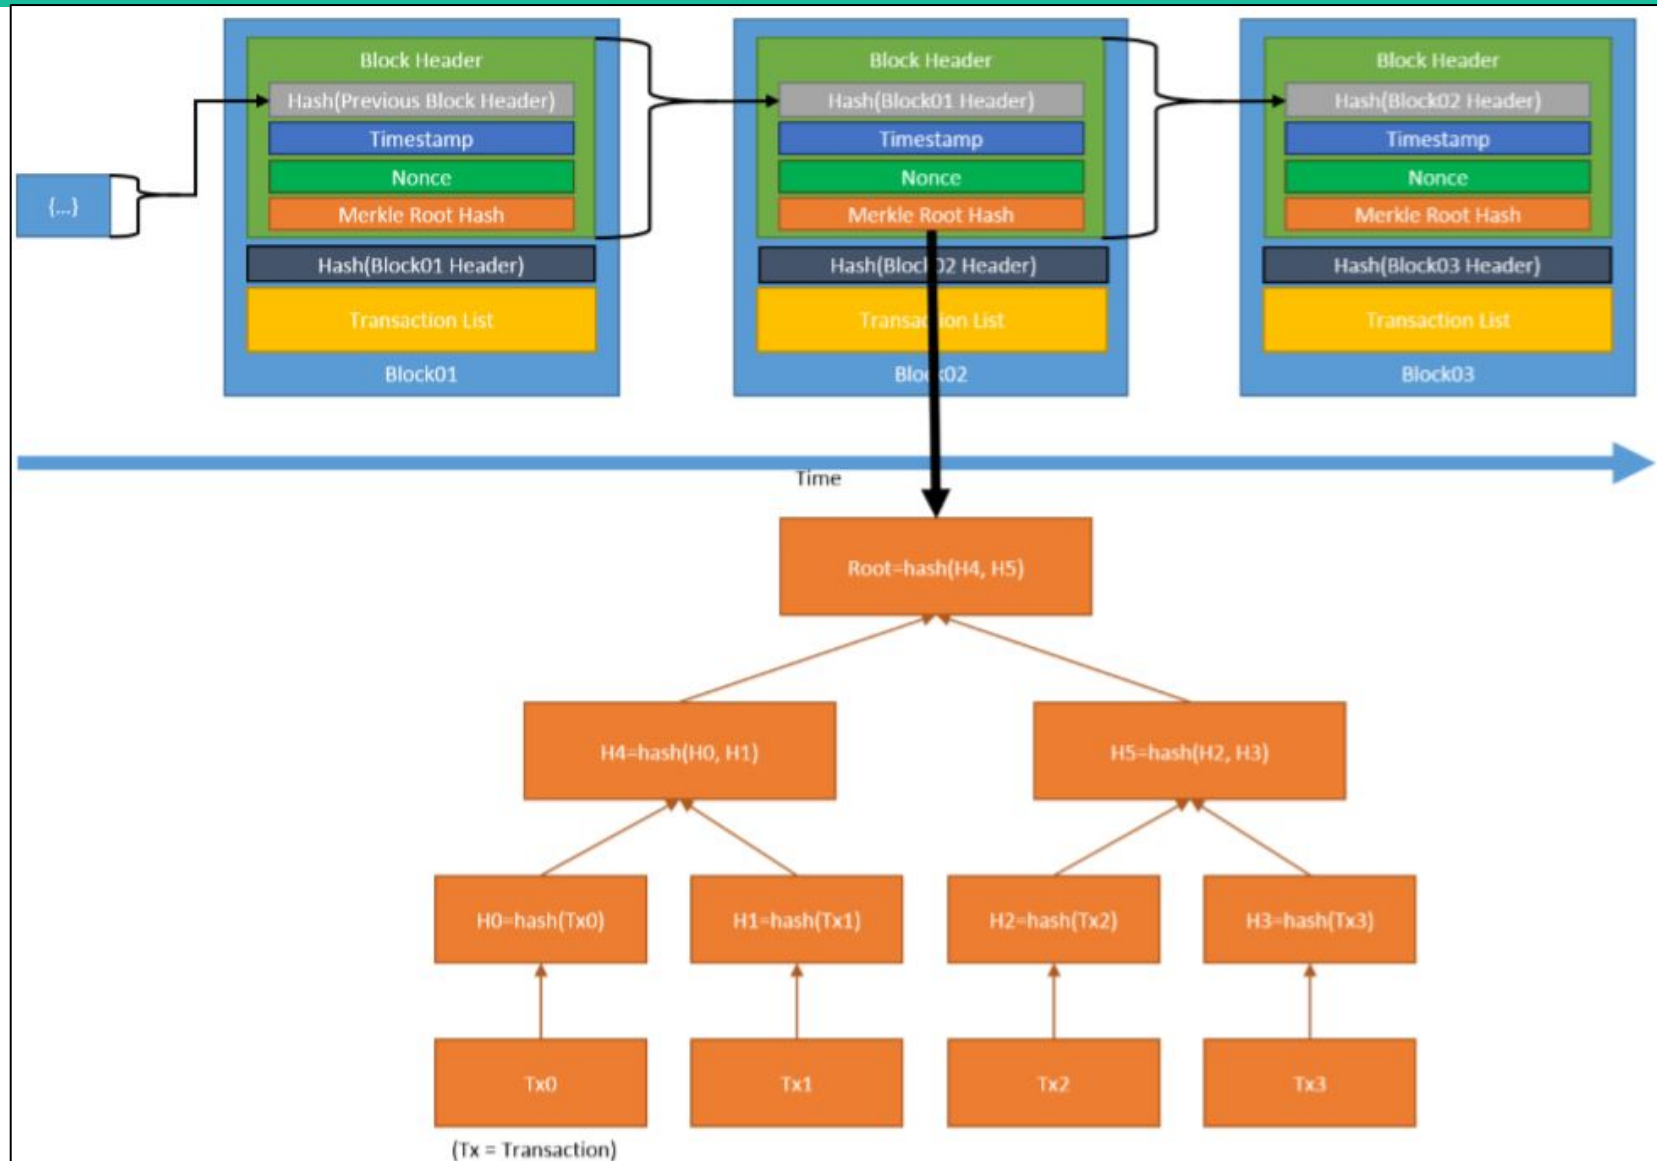 Block Header
Hash(Previous Block Header)
Timestamp
Nonce
Merkle Root Hash
Hash(Block01 Header)
Transaction List
Block01
{...}
Block Header
Hash(Block01 Header)
Timestamp
Nonce
Merkle Root Hash
Hash(Block02 Header)
Transaction List
Block02
Block Header
Hash(Block02 Header)
Timestamp
Nonce
Merkle Root Hash
Hash(Block03 Header)
Transaction List
Block03
Time
Root=hash(H4, H5)
H4=hash(H0, H1)
H5=hash(H2, H3)
H0=hash(Tx0)
H1=hash(Tx1)
H2=hash(Tx2)
H3=hash(Tx3)
Tx0
Tx1
Tx2
Tx3
(Tx = Transaction)